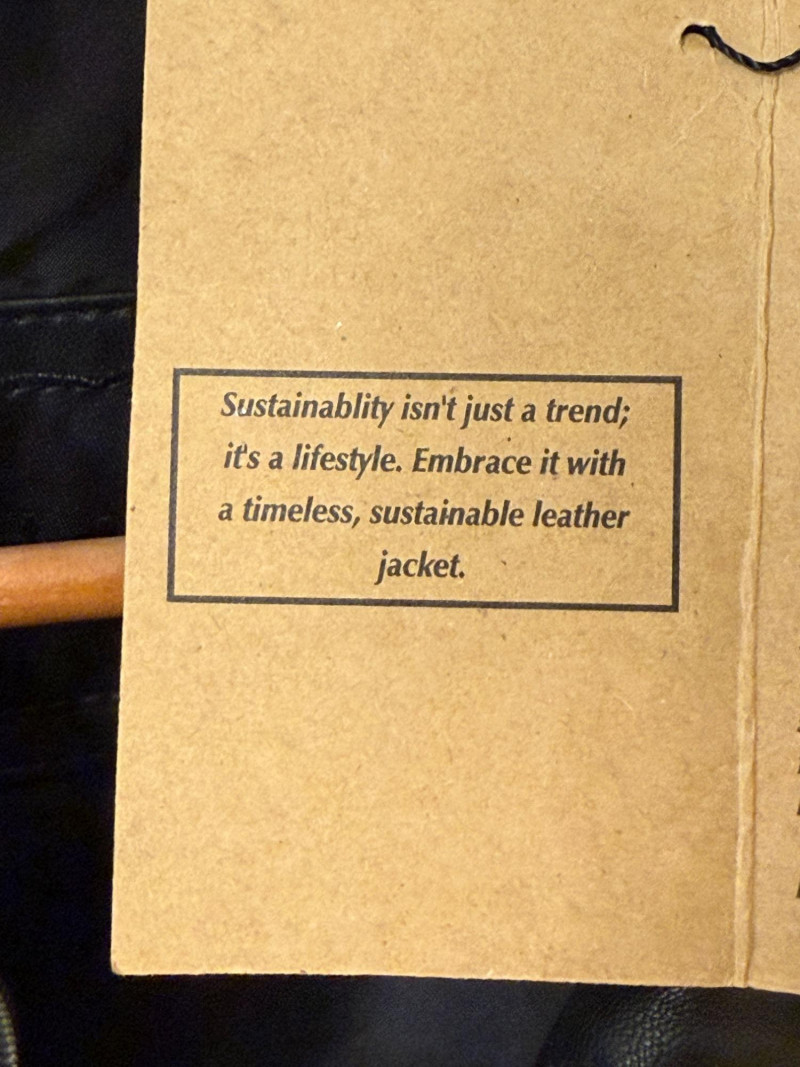 Sustainablity isn't just a trend;
it's a lifestyle. Embrace it with
a timeless, sustainable leather
jacket.